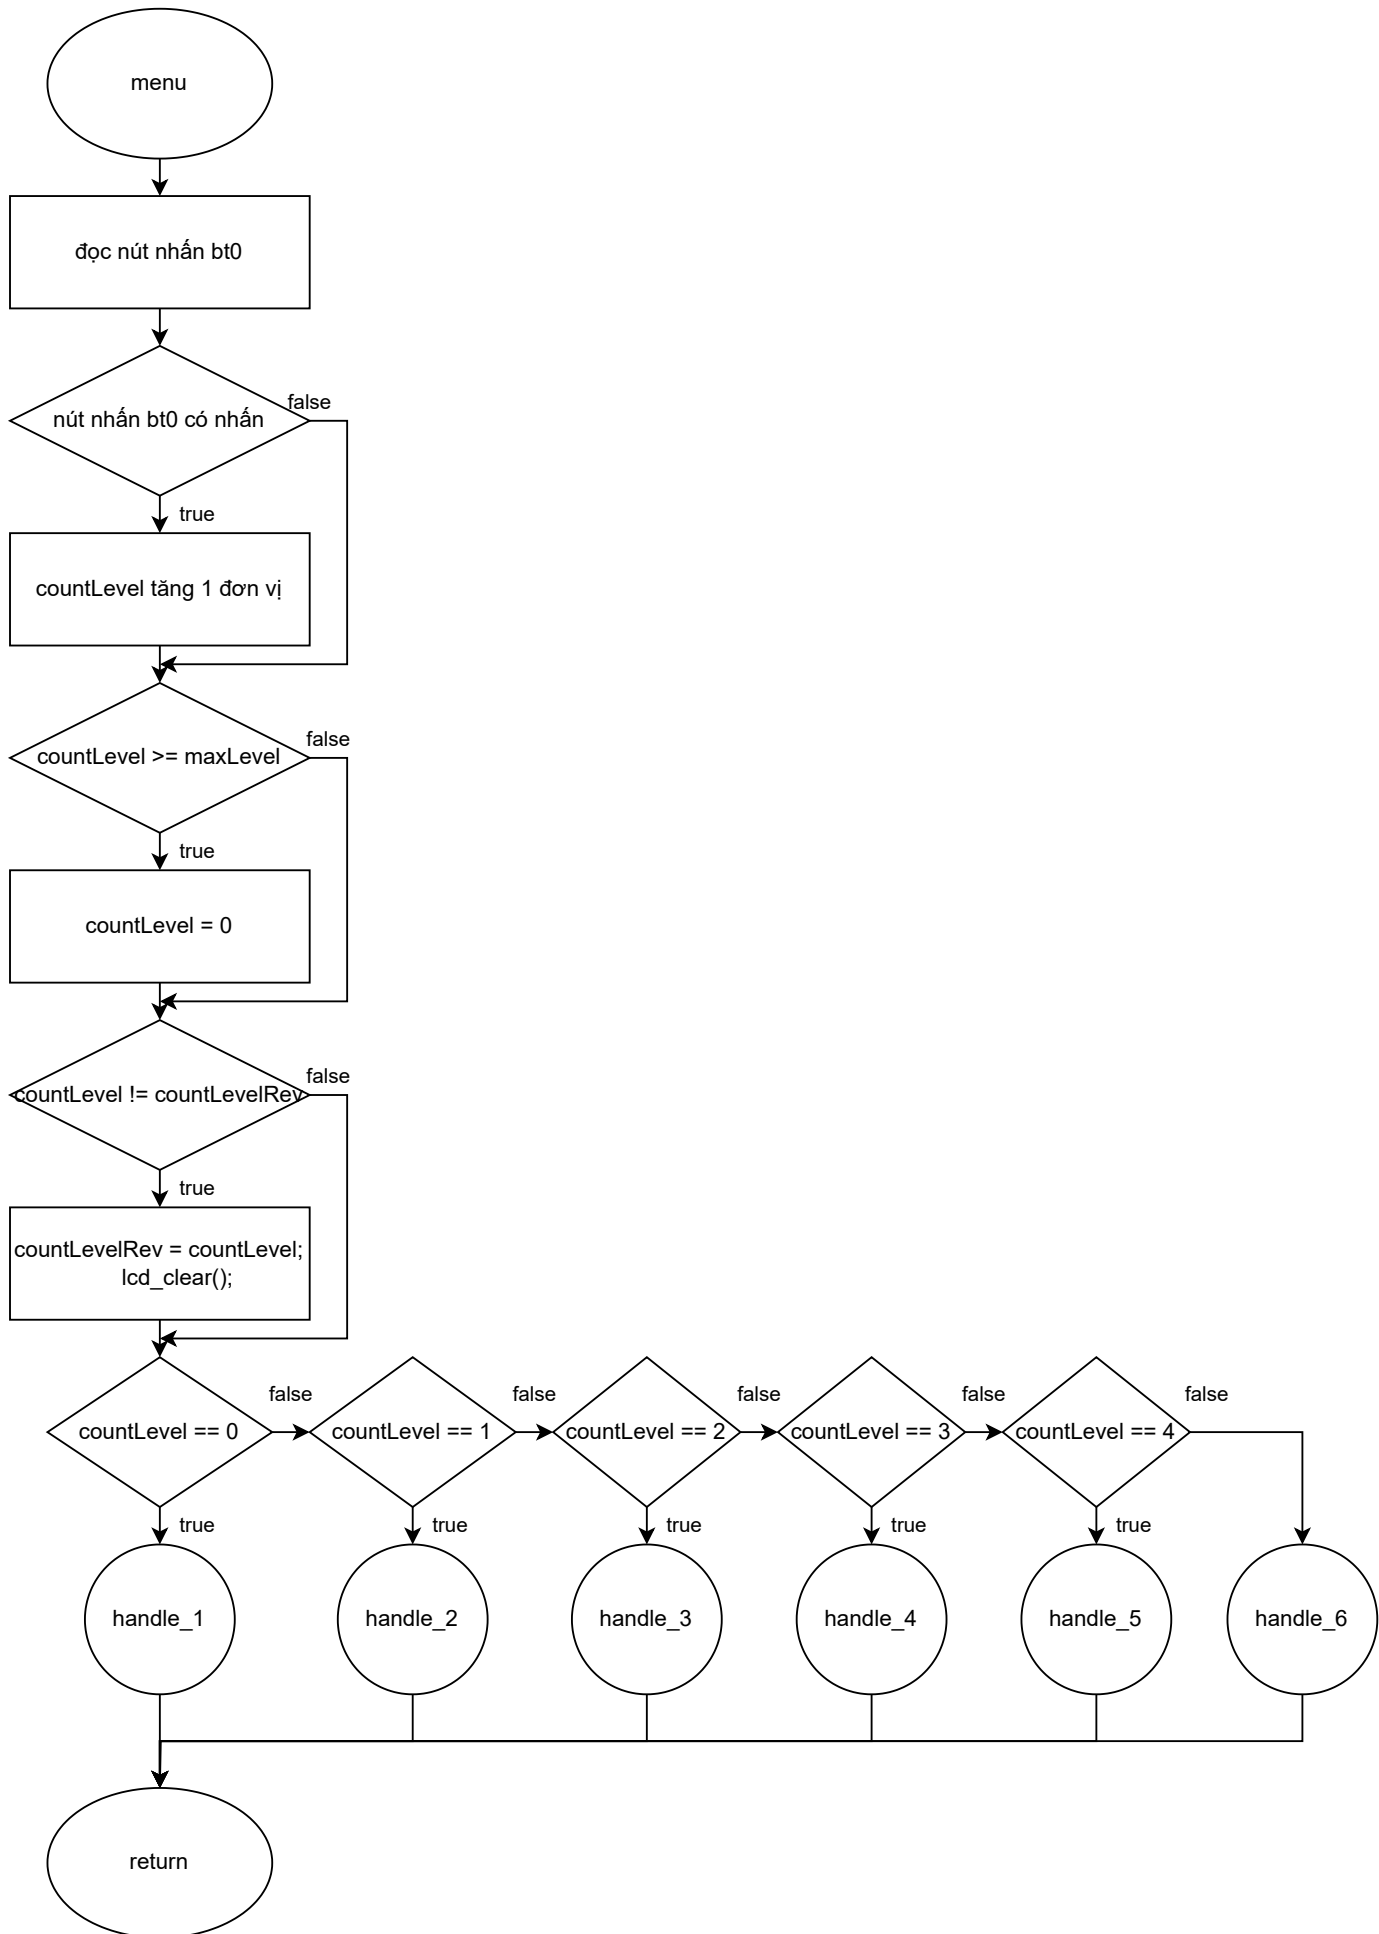 menu
đọc nút nhấn bt0
nút nhấn bt0 có nhấn
false
true
countLevel tăng 1 đơn vị
countLevel >= maxLevel
false
true
countLevel = 0
countLevel != countLevelRev
false
true
countLevelRev = countLevel;
lcd_clear();
countLevel == 0
false
countLevel == 1
false
countLevel == 2
false
countLevel == 3
false
countLevel == 4
false
true
true
true
true
true
handle_1
handle_2
handle_3
handle_4
handle_5
handle_6
return